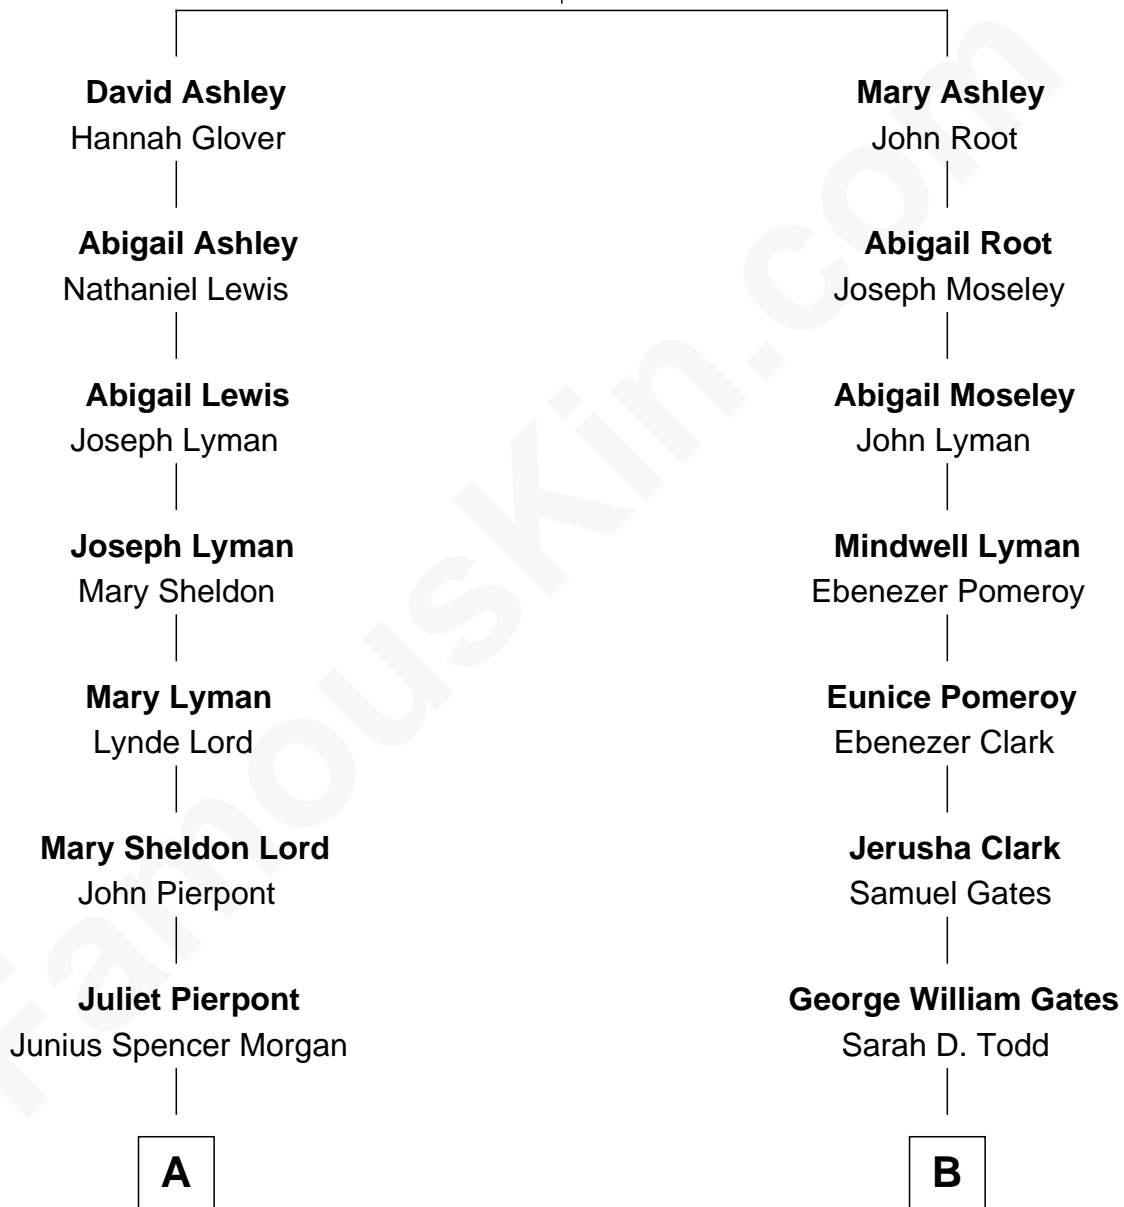 David Ashley
Hannah Glover
Abigail Ashley
Nathaniel Lewis
Abigail Lewis
Joseph Lyman
Joseph Lyman
Mary Sheldon
Mary Lyman
Lynde Lord
Mary Sheldon Lord
John Pierpont
Juliet Pierpont
Junius Spencer Morgan
A
Mary Ashley
John Root
Abigail Root
Joseph Moseley
Abigail Moseley
John Lyman
Mindwell Lyman
Ebenezer Pomeroy
Eunice Pomeroy
Ebenezer Clark
Jerusha Clark
Samuel Gates
George William Gates
Sarah D. Todd
B
FamousKin.com